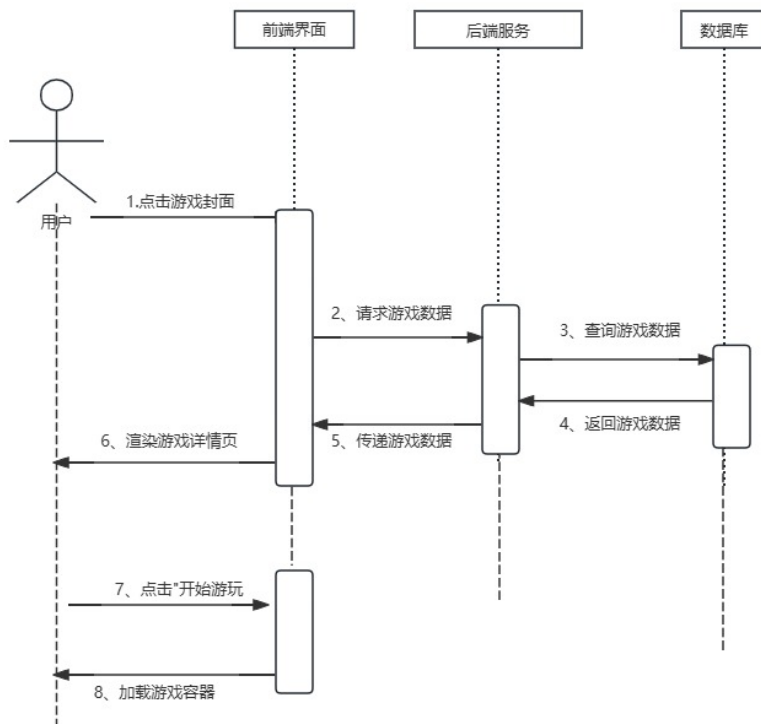 前端界面
后端服务
数据库
用户
1.点击游戏封面
2、请求游戏数据
3、查询游戏数据
4、返回游戏数据
5、传递游戏数据
6、渲染游戏详情页
7、点击"开始游玩
8、加载游戏容器